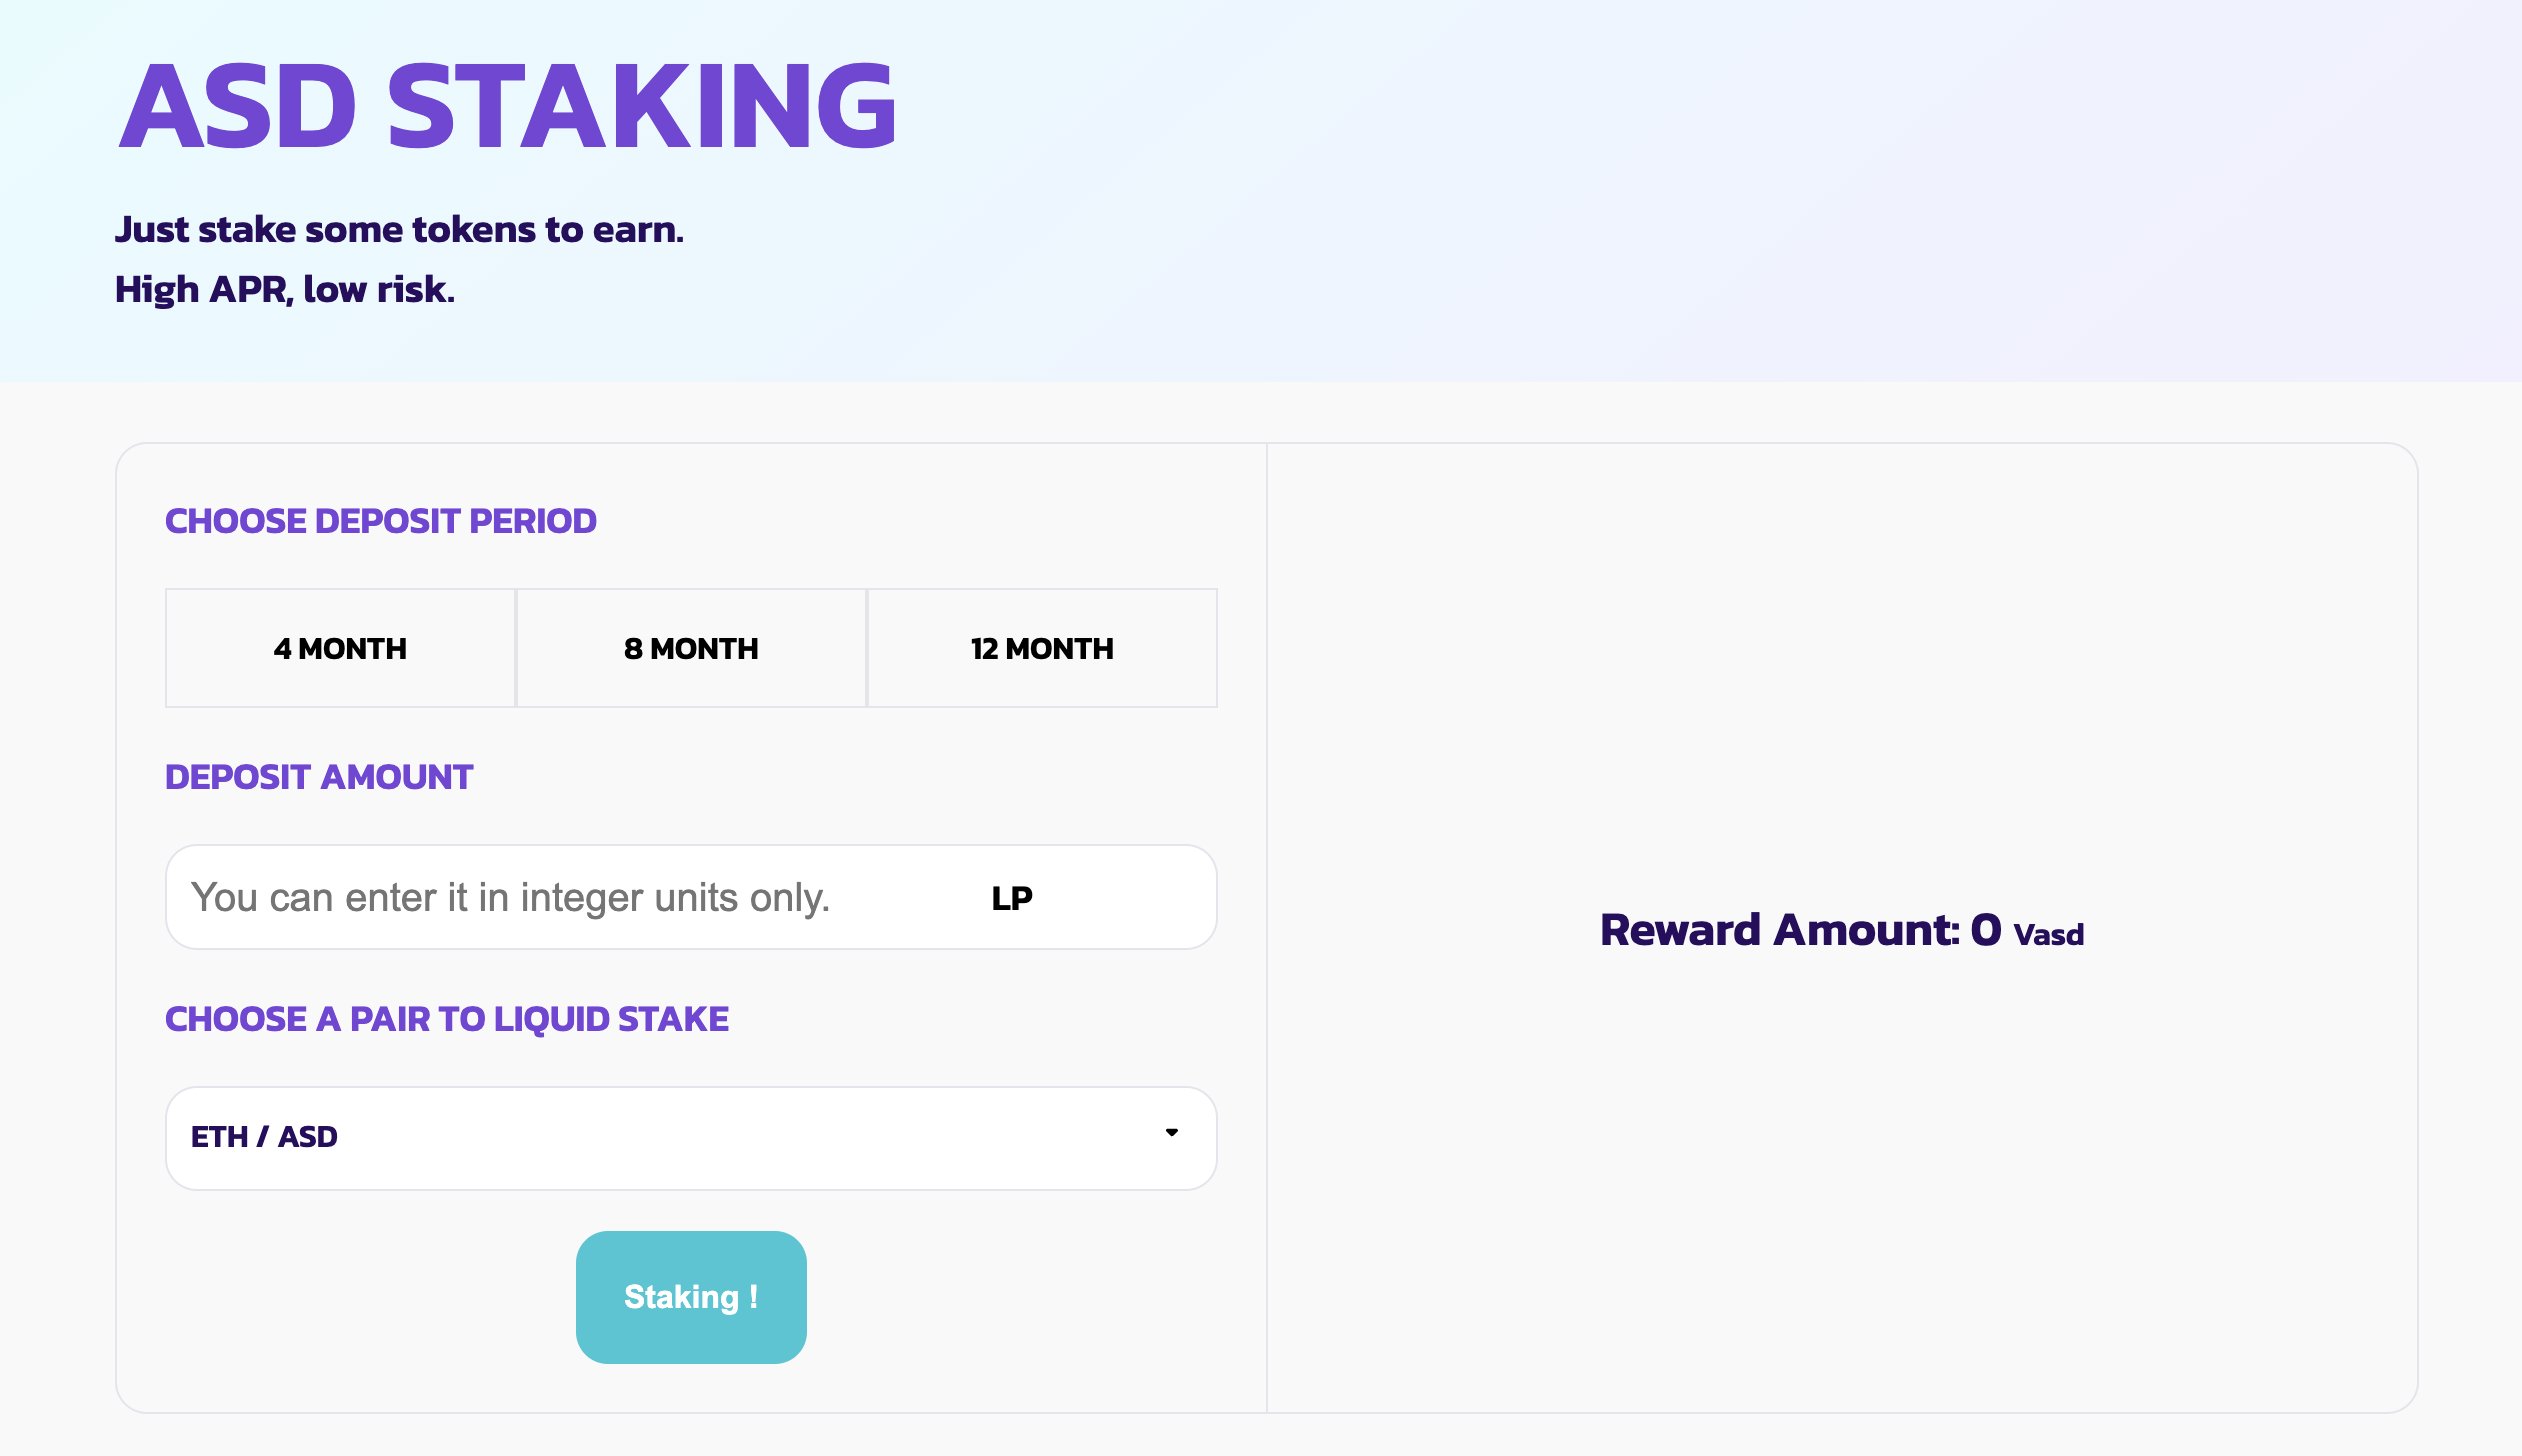 ASD STAKING
Just stake some tokens to earn.
High APR, low risk.
CHOOSE DEPOSIT PERIOD
4 MONTH
8 MONTH
12 MONTH
DEPOSIT AMOUNT
You can enter it in integer units only.
LP
CHOOSE A PAIR TO LIQUID STAKE
ETH / ASD
Staking !
Reward Amount: 0 Vasd